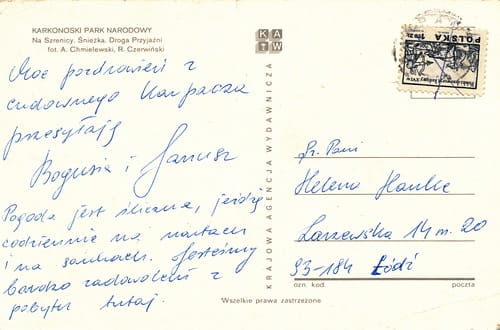 KARKONOSKI PARK NARODOWY
Na Szrenicy. Śnieżka. Droga Przyjaźni
fot. A. Chmielewski, R. Czerwiński
Moc pozdrowień z
cudownego Karpacza
przesyłają
Bogusia i Janusz
Pogoda jest śliczna, jeżdżę
codziennie na nartach
i na sankach. Jesteśmy
bardzo zadowoleni z
pobytu tutaj.
KAW
KRAJOWA AGENCJA WYDAWNICZA
POLSKA
Sz. Pani
Helena Hanke
Larzewska 14 m. 20
93-184 Łódź
ozn. kod
poczta
*Wszelkie prawa zastrzeżone